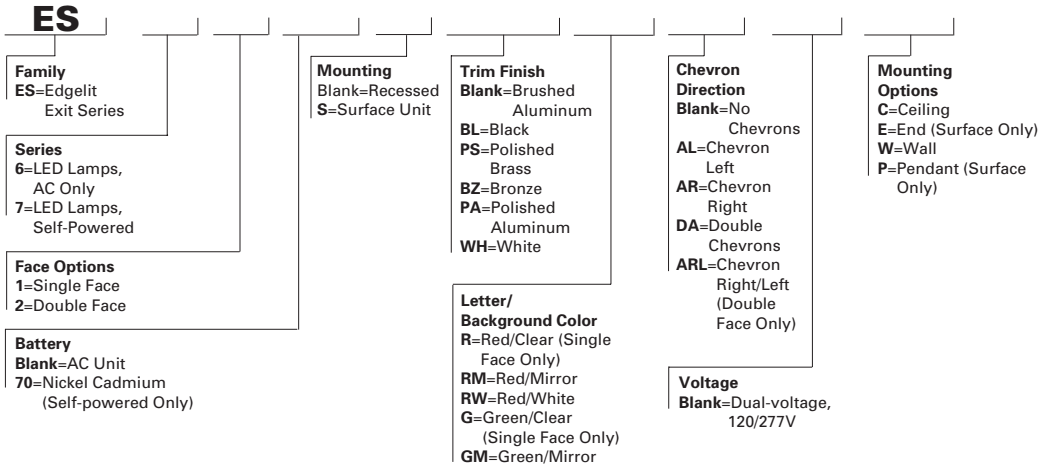 ES
Family
ES=Edgelit
Exit Series
Series
6=LED Lamps,
AC Only
7=LED Lamps,
Self-Powered
Face Options
1=Single Face
2=Double Face
Battery
Blank=AC Unit
70=Nickel Cadmium
(Self-powered Only)
Mounting
Blank=Recessed
S=Surface Unit
Trim Finish
Blank=Brushed
Aluminum
BL=Black
PS=Polished
Brass
BZ=Bronze
PA=Polished
Aluminum
WH=White
Letter/
Background Color
R=Red/Clear (Single
Face Only)
RM=Red/Mirror
RW=Red/White
G=Green/Clear
(Single Face Only)
GM=Green/Mirror
Chevron
Direction
Blank=No
Chevrons
AL=Chevron
Left
AR=Chevron
Right
DA=Double
Chevrons
ARL=Chevron
Right/Left
(Double
Face Only)
Voltage
Blank=Dual-voltage,
120/277V
Mounting
Options
C=Ceiling
E=End (Surface Only)
W=Wall
P=Pendant (Surface
Only)